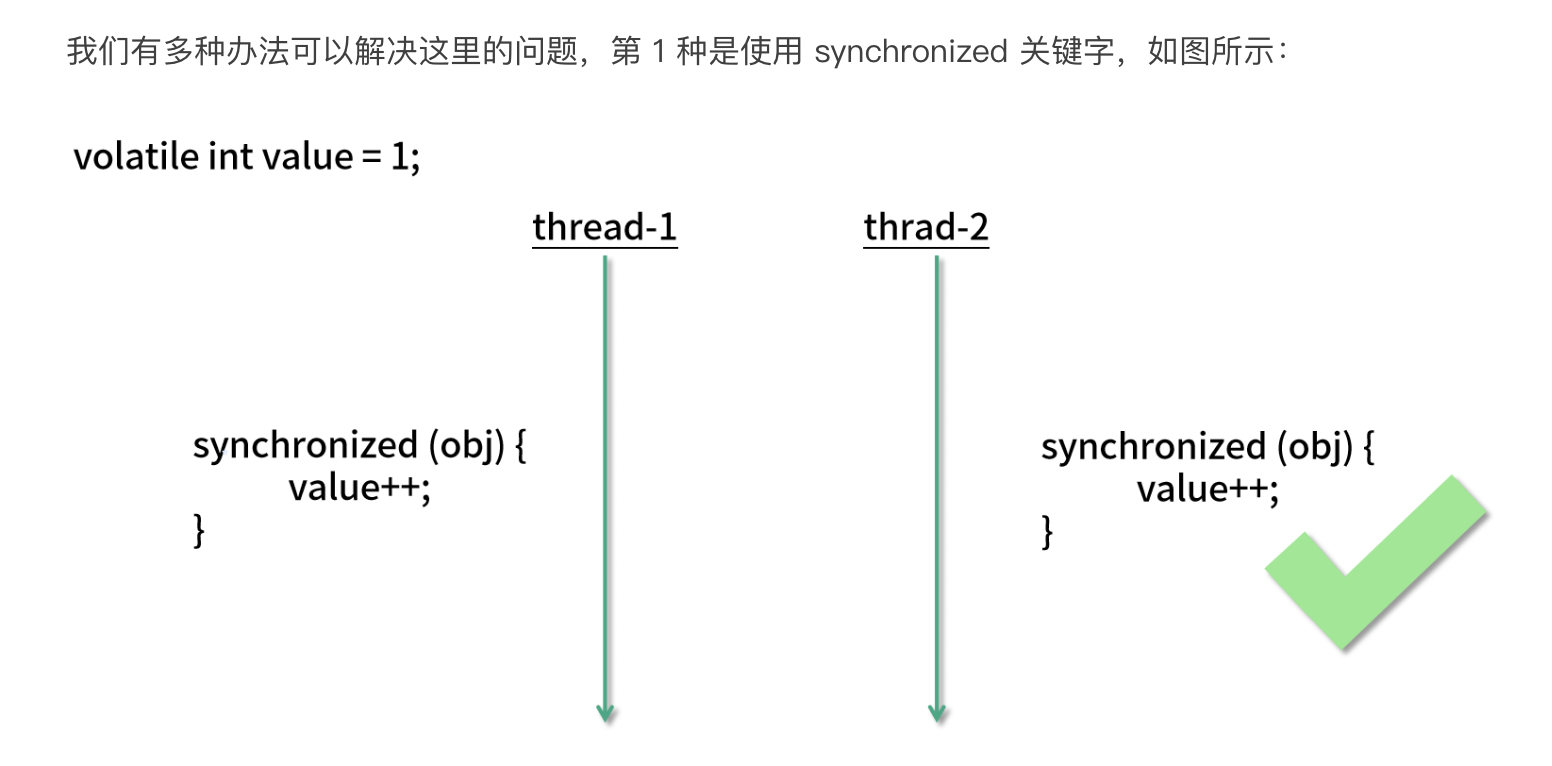 我们有多种办法可以解决这里的问题，第 1 种是使用 synchronized 关键字，如图所示：
volatile int value = 1;
thread-1
thrad-2
synchronized (obj) {
value++;
}
synchronized (obj) {
value++;
}